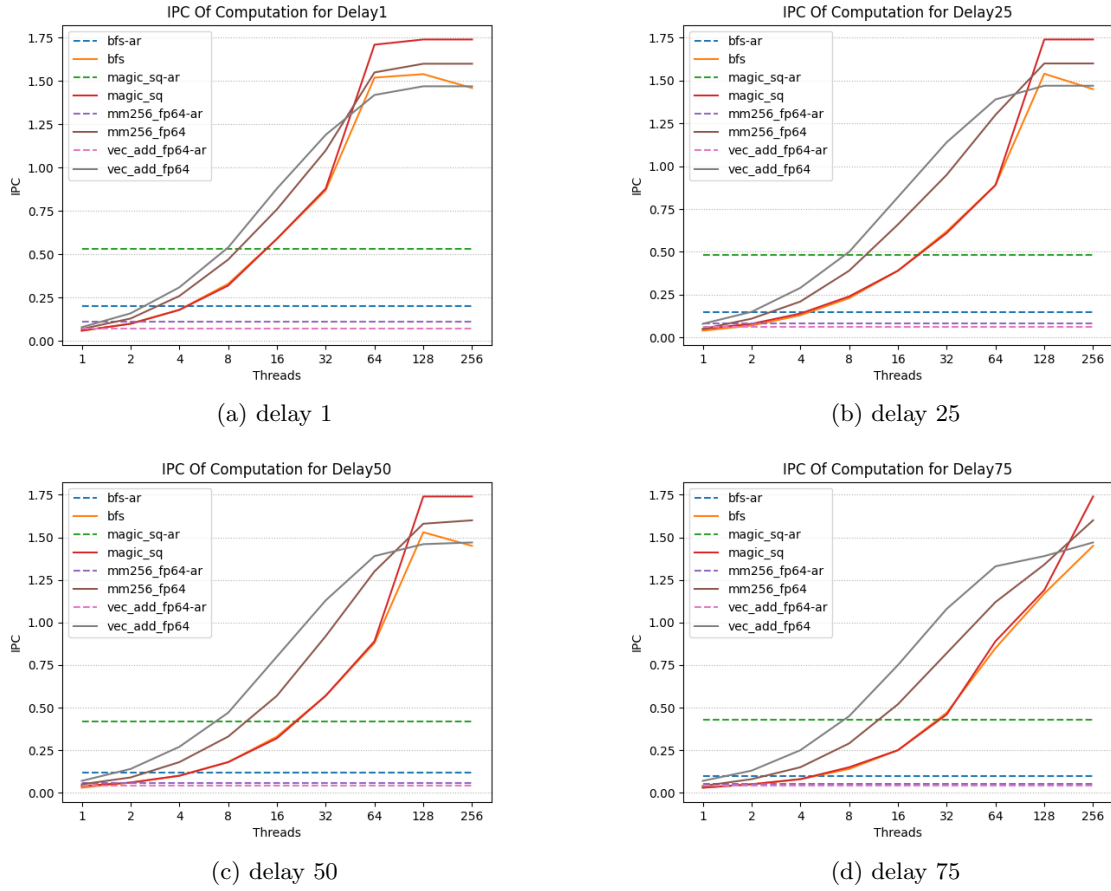 IPC Of Computation for Delay1
1.75
1.50
1.25
1.00
0.75
0.50
0.25
0.00
IPC
bfs-ar
bfs
magic_sq-ar
magic_sq
mm256_fp64-ar
mm256_fp64
vec_add_fp64-ar
vec_add_fp64
1 2 4 8 16 32 64 128 256
Threads
(a) delay 1
IPC Of Computation for Delay25
1.75
1.50
1.25
1.00
0.75
0.50
0.25
0.00
IPC
bfs-ar
bfs
magic_sq-ar
magic_sq
mm256_fp64-ar
mm256_fp64
vec_add_fp64-ar
vec_add_fp64
1 2 4 8 16 32 64 128 256
Threads
(b) delay 25
IPC Of Computation for Delay50
1.75
1.50
1.25
1.00
0.75
0.50
0.25
0.00
IPC
bfs-ar
bfs
magic_sq-ar
magic_sq
mm256_fp64-ar
mm256_fp64
vec_add_fp64-ar
vec_add_fp64
1 2 4 8 16 32 64 128 256
Threads
(c) delay 50
IPC Of Computation for Delay75
1.75
1.50
1.25
1.00
0.75
0.50
0.25
0.00
IPC
bfs-ar
bfs
magic_sq-ar
magic_sq
mm256_fp64-ar
mm256_fp64
vec_add_fp64-ar
vec_add_fp64
1 2 4 8 16 32 64 128 256
Threads
(d) delay 75